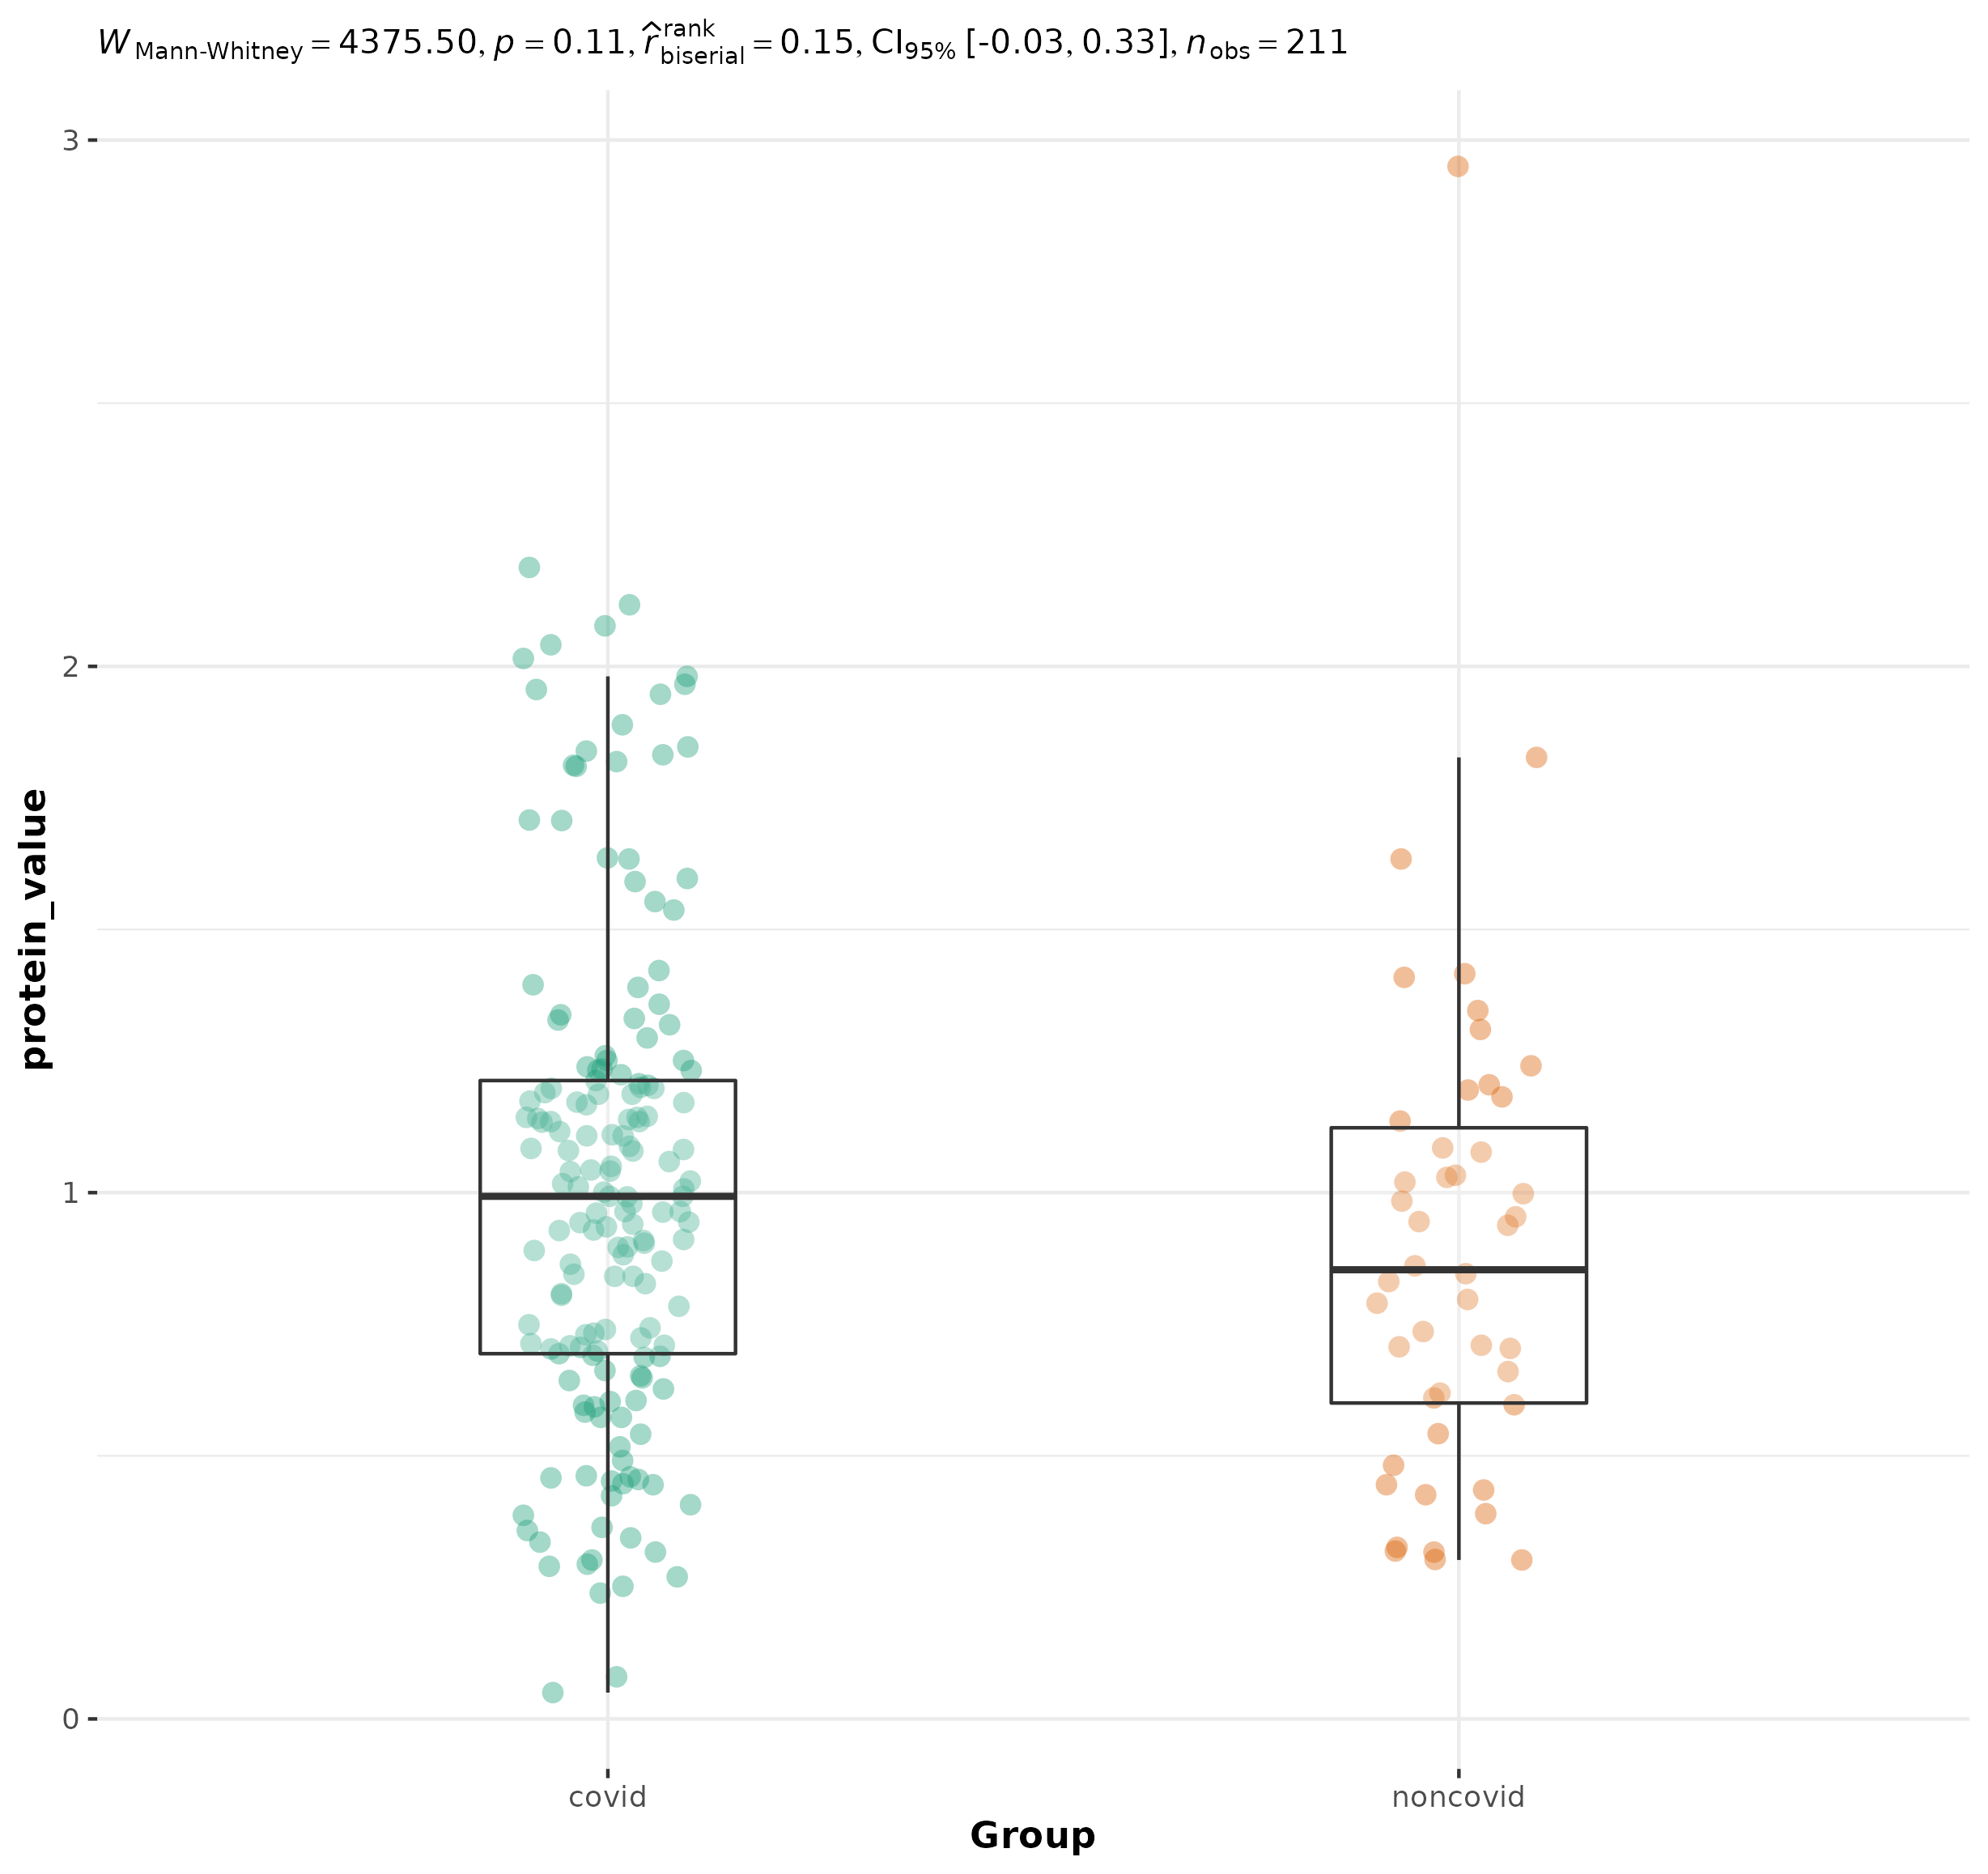 W Mann-Whitney = 4375.50, p = 0.11, r̂ rank biserial = 0.15, CI95% [-0.03, 0.33], nobs = 211
3
2
1
0
protein_value
covid noncovid
Group